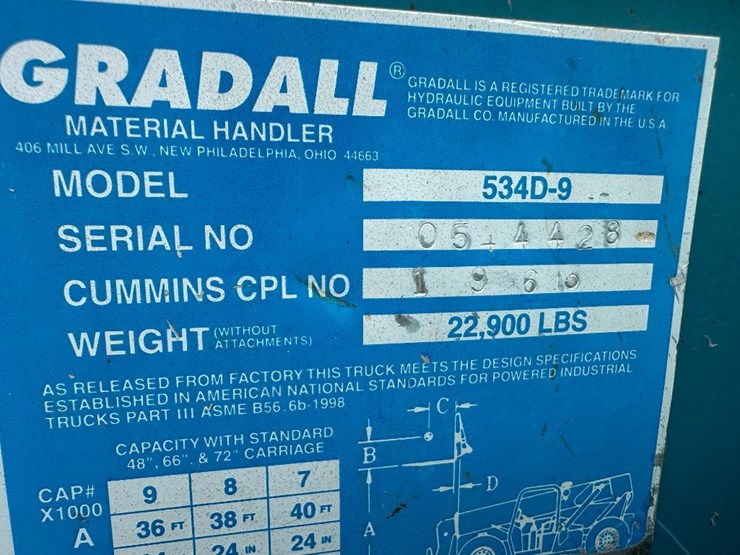 GRADALL®
GRADALL IS A REGISTERED TRADEMARK FOR
HYDRAULIC EQUIPMENT BUILT BY THE
GRADALL CO. MANUFACTURED IN THE U.S.A.
MATERIAL HANDLER
406 MILL AVE S.W., NEW PHILADELPHIA, OHIO 44663
MODEL 534D-9
SERIAL NO 054428
CUMMINS CPL NO 196
WEIGHT (WITHOUT ATTACHMENTS) 22,900 LBS
AS RELEASED FROM FACTORY THIS TRUCK MEETS THE DESIGN SPECIFICATIONS
ESTABLISHED IN AMERICAN NATIONAL STANDARDS FOR POWERED INDUSTRIAL
TRUCKS PART III ASME B56.6b-1998
CAPACITY WITH STANDARD
48", 66", & 72" CARRIAGE
CAP# X1000 9 8 7
A 36 FT 38 FT 40 FT
24 IN 24 IN
C
B
D
A